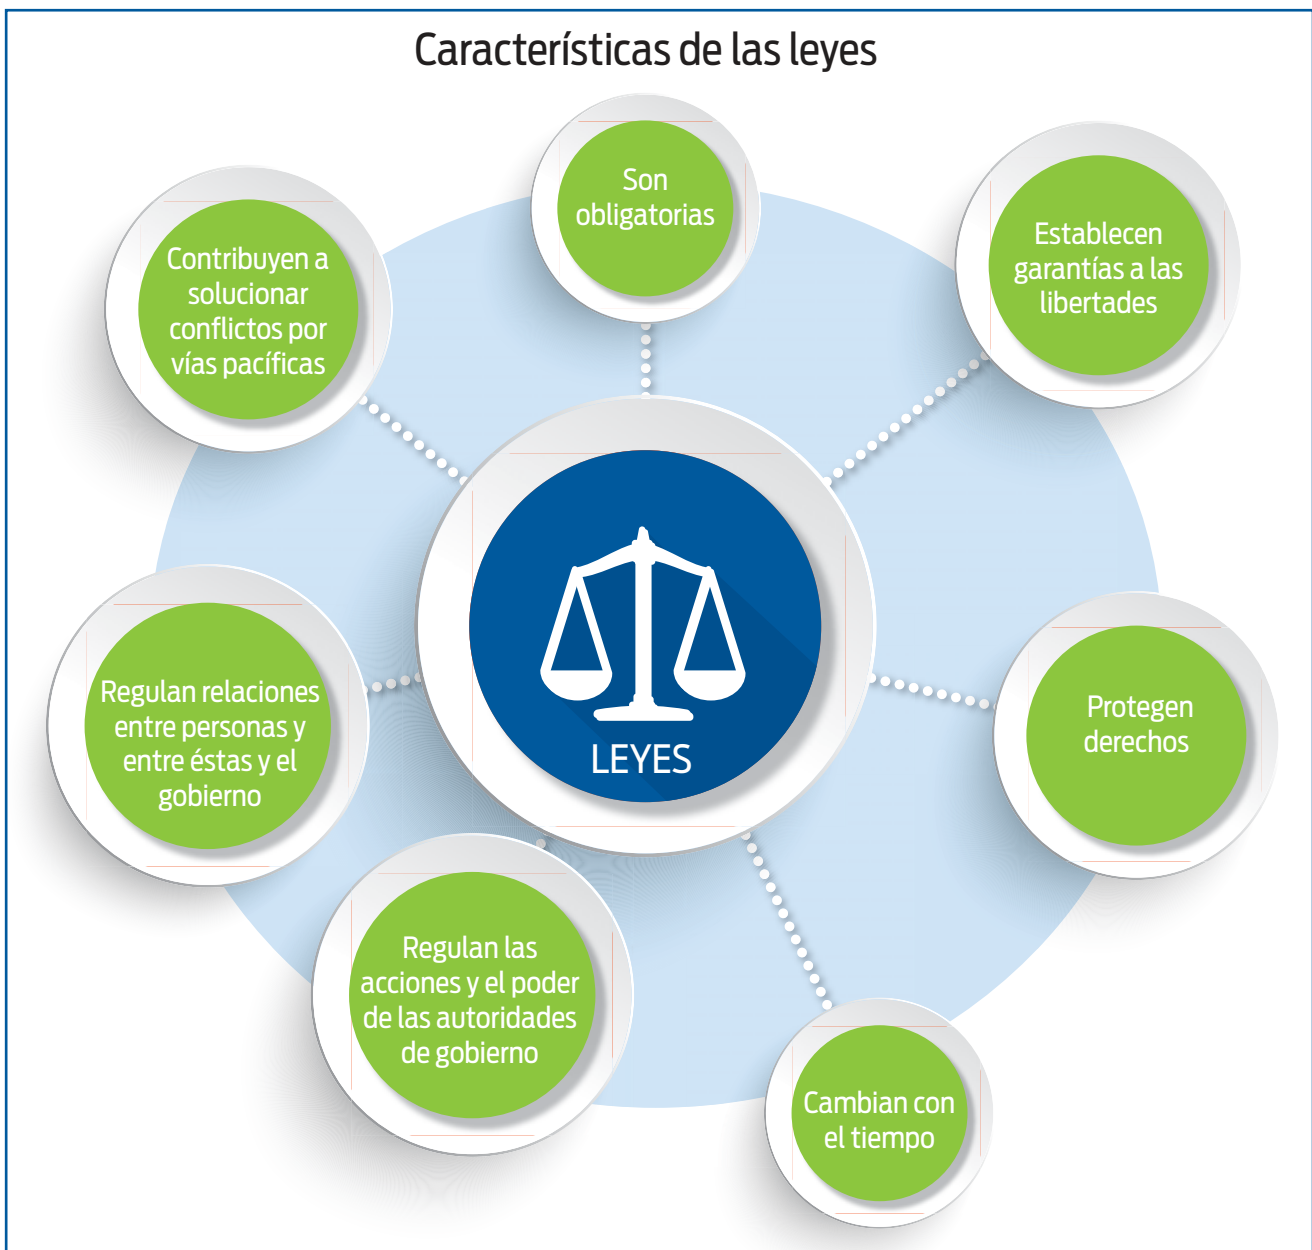 Características de las leyes
Son
obligatorias
Establecen
garantías a las
libertades
Protegen
derechos
Cambian con
el tiempo
Regulan las
acciones y el poder
de las autoridades
de gobierno
Regulan relaciones
entre personas y
entre éstas y el
gobierno
Contribuyen a
solucionar
conflictos por
vías pacíficas
LEYES